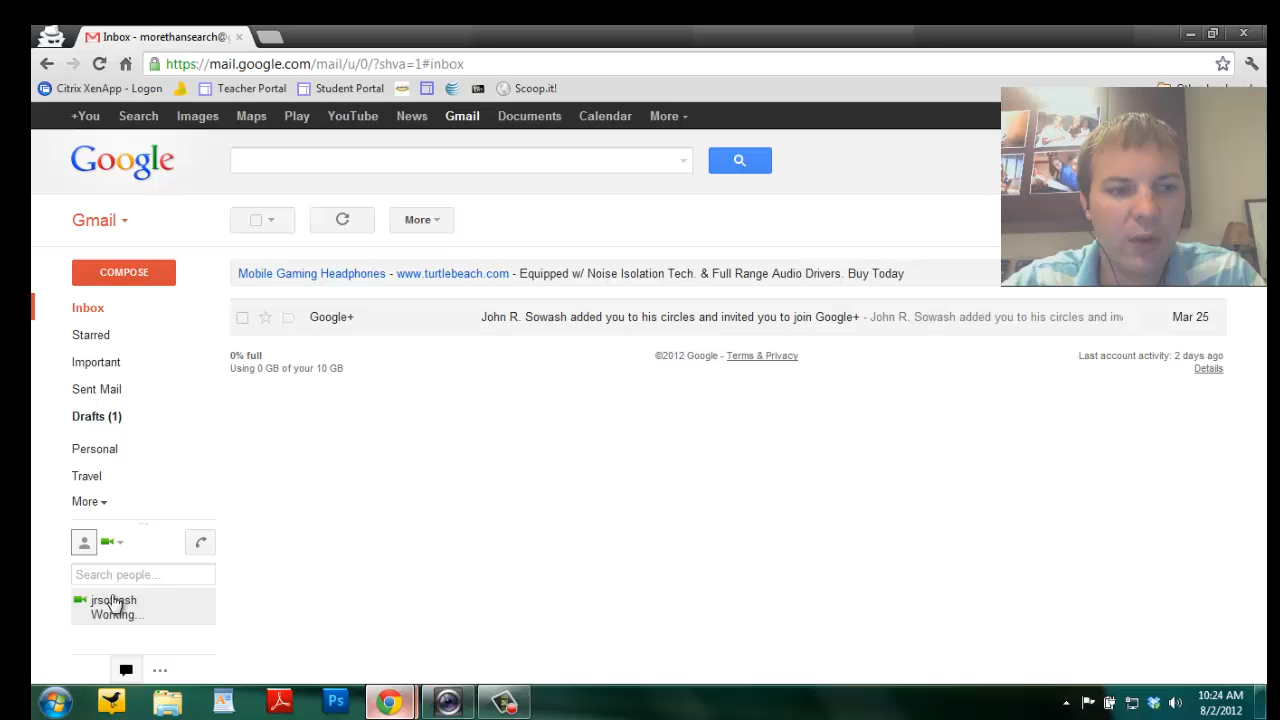 Inbox - morethansearch@g
https://mail.google.com/mail/u/0/?shva=1#inbox
Citrix XenApp - Logon Teacher Portal Student Portal Scoop.it!
+You Search Images Maps Play YouTube News Gmail Documents Calendar More
Google
Gmail More
COMPOSE
Mobile Gaming Headphones - www.turtlebeach.com - Equipped w/ Noise Isolation Tech. & Full Range Audio Drivers. Buy Today
Inbox
Google+ John R. Sowash added you to his circles and invited you to join Google+ - John R. Sowash added you to his circles and inv Mar 25
Starred
0% full ©2012 Google - Terms & Privacy Last account activity: 2 days ago
Using 0 GB of your 10 GB Details
Important
Sent Mail
Drafts (1)
Personal
Travel
More
Search people...
Working...
Ps
10:24 AM
8/2/2012